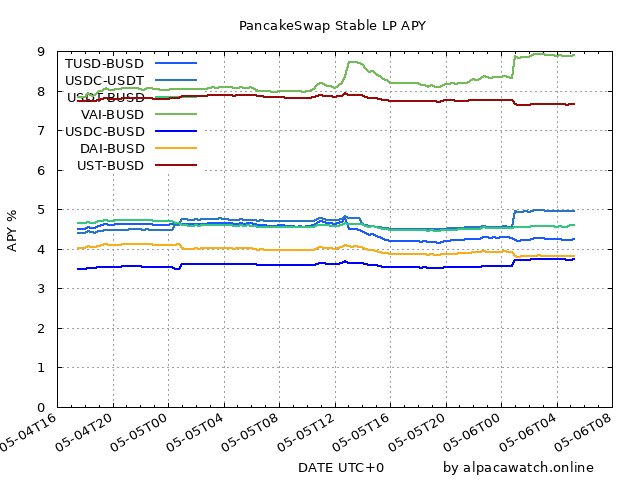 PancakeSwap Stable LP APY
9
8
7
6
5
4
3
2
1
0
APY %
TUSD-BUSD
USDC-USDT
USDT-BUSD
VAI-BUSD
USDC-BUSD
DAI-BUSD
UST-BUSD
05-04T16
05-04T20
05-05T00
05-05T04
05-05T08
05-05T12
05-05T16
05-05T20
05-06T00
05-06T04
05-06T08
DATE UTC+0
by alpacawatch.online